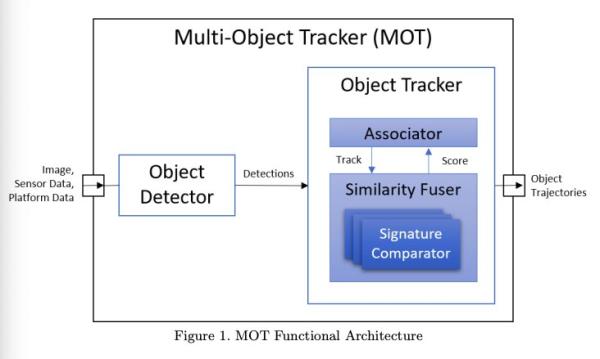 Multi-Object Tracker (MOT)
Object Tracker
Associator
Track
Score
Image,
Sensor Data,
Platform Data
Object
Detector
Detections
Similarity Fuser
Signature
Comparator
Object
Trajectories
Figure 1. MOT Functional Architecture